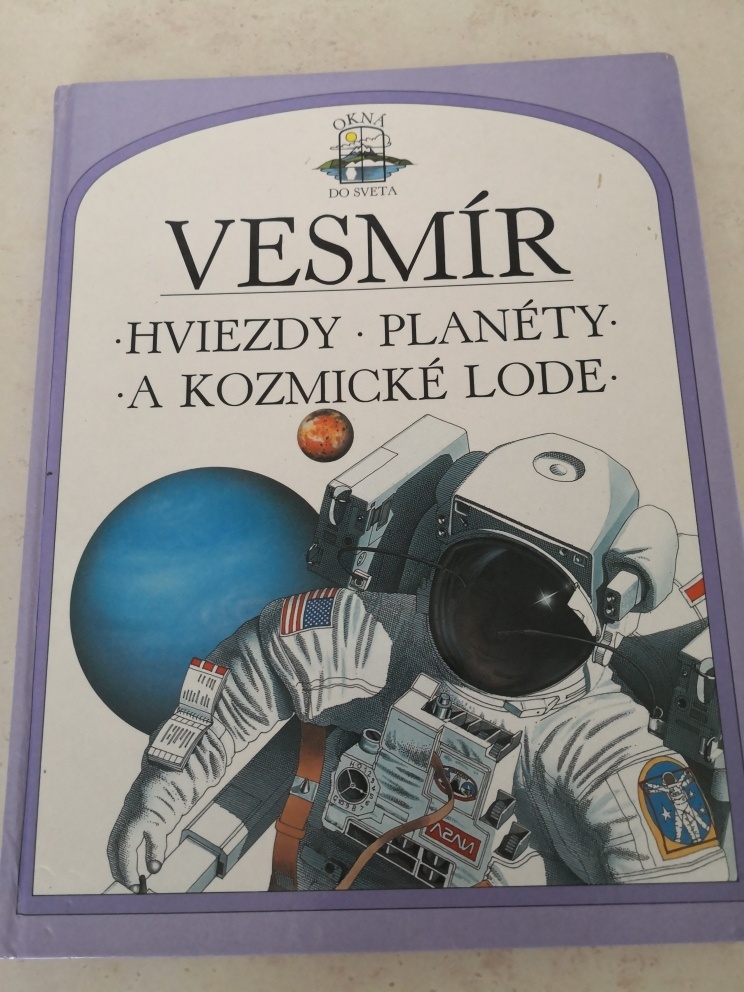 OKNÁ
DO SVETA
VESMÍR
·HVIEZDY · PLANÉTY·
·A KOZMICKÉ LODE·
NASA